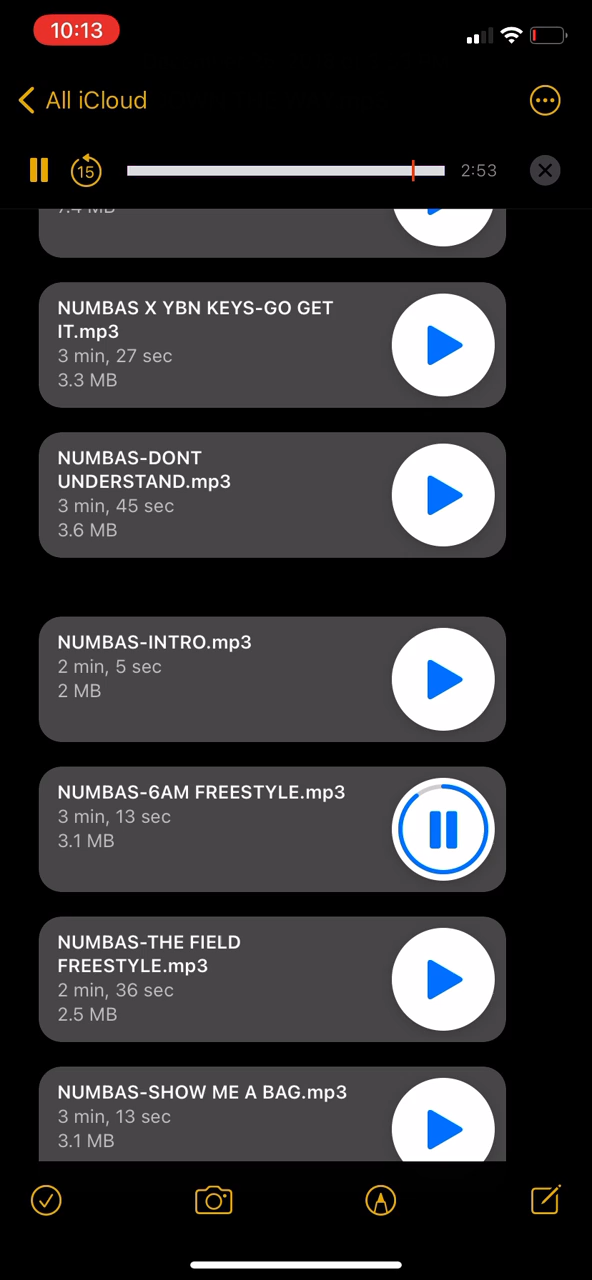 10:13
All iCloud
15
2:53
7.4 MB
NUMBAS X YBN KEYS-GO GET
IT.mp3
3 min, 27 sec
3.3 MB
NUMBAS-DONT
UNDERSTAND.mp3
3 min, 45 sec
3.6 MB
NUMBAS-INTRO.mp3
2 min, 5 sec
2 MB
NUMBAS-6AM FREESTYLE.mp3
3 min, 13 sec
3.1 MB
NUMBAS-THE FIELD
FREESTYLE.mp3
2 min, 36 sec
2.5 MB
NUMBAS-SHOW ME A BAG.mp3
3 min, 13 sec
3.1 MB